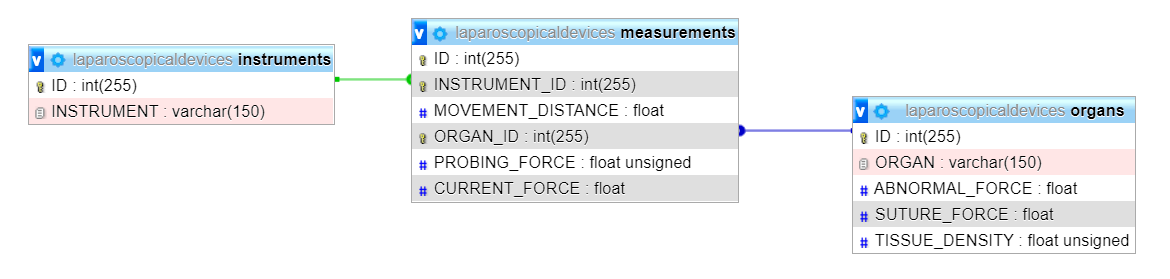 v laparoscopicaldevices instruments
ID : int(255)
INSTRUMENT : varchar(150)
v laparoscopicaldevices measurements
ID : int(255)
INSTRUMENT_ID : int(255)
# MOVEMENT_DISTANCE : float
ORGAN_ID : int(255)
# PROBING_FORCE : float unsigned
# CURRENT_FORCE : float
v laparoscopicaldevices organs
ID : int(255)
ORGAN : varchar(150)
# ABNORMAL_FORCE : float
# SUTURE_FORCE : float
# TISSUE_DENSITY : float unsigned